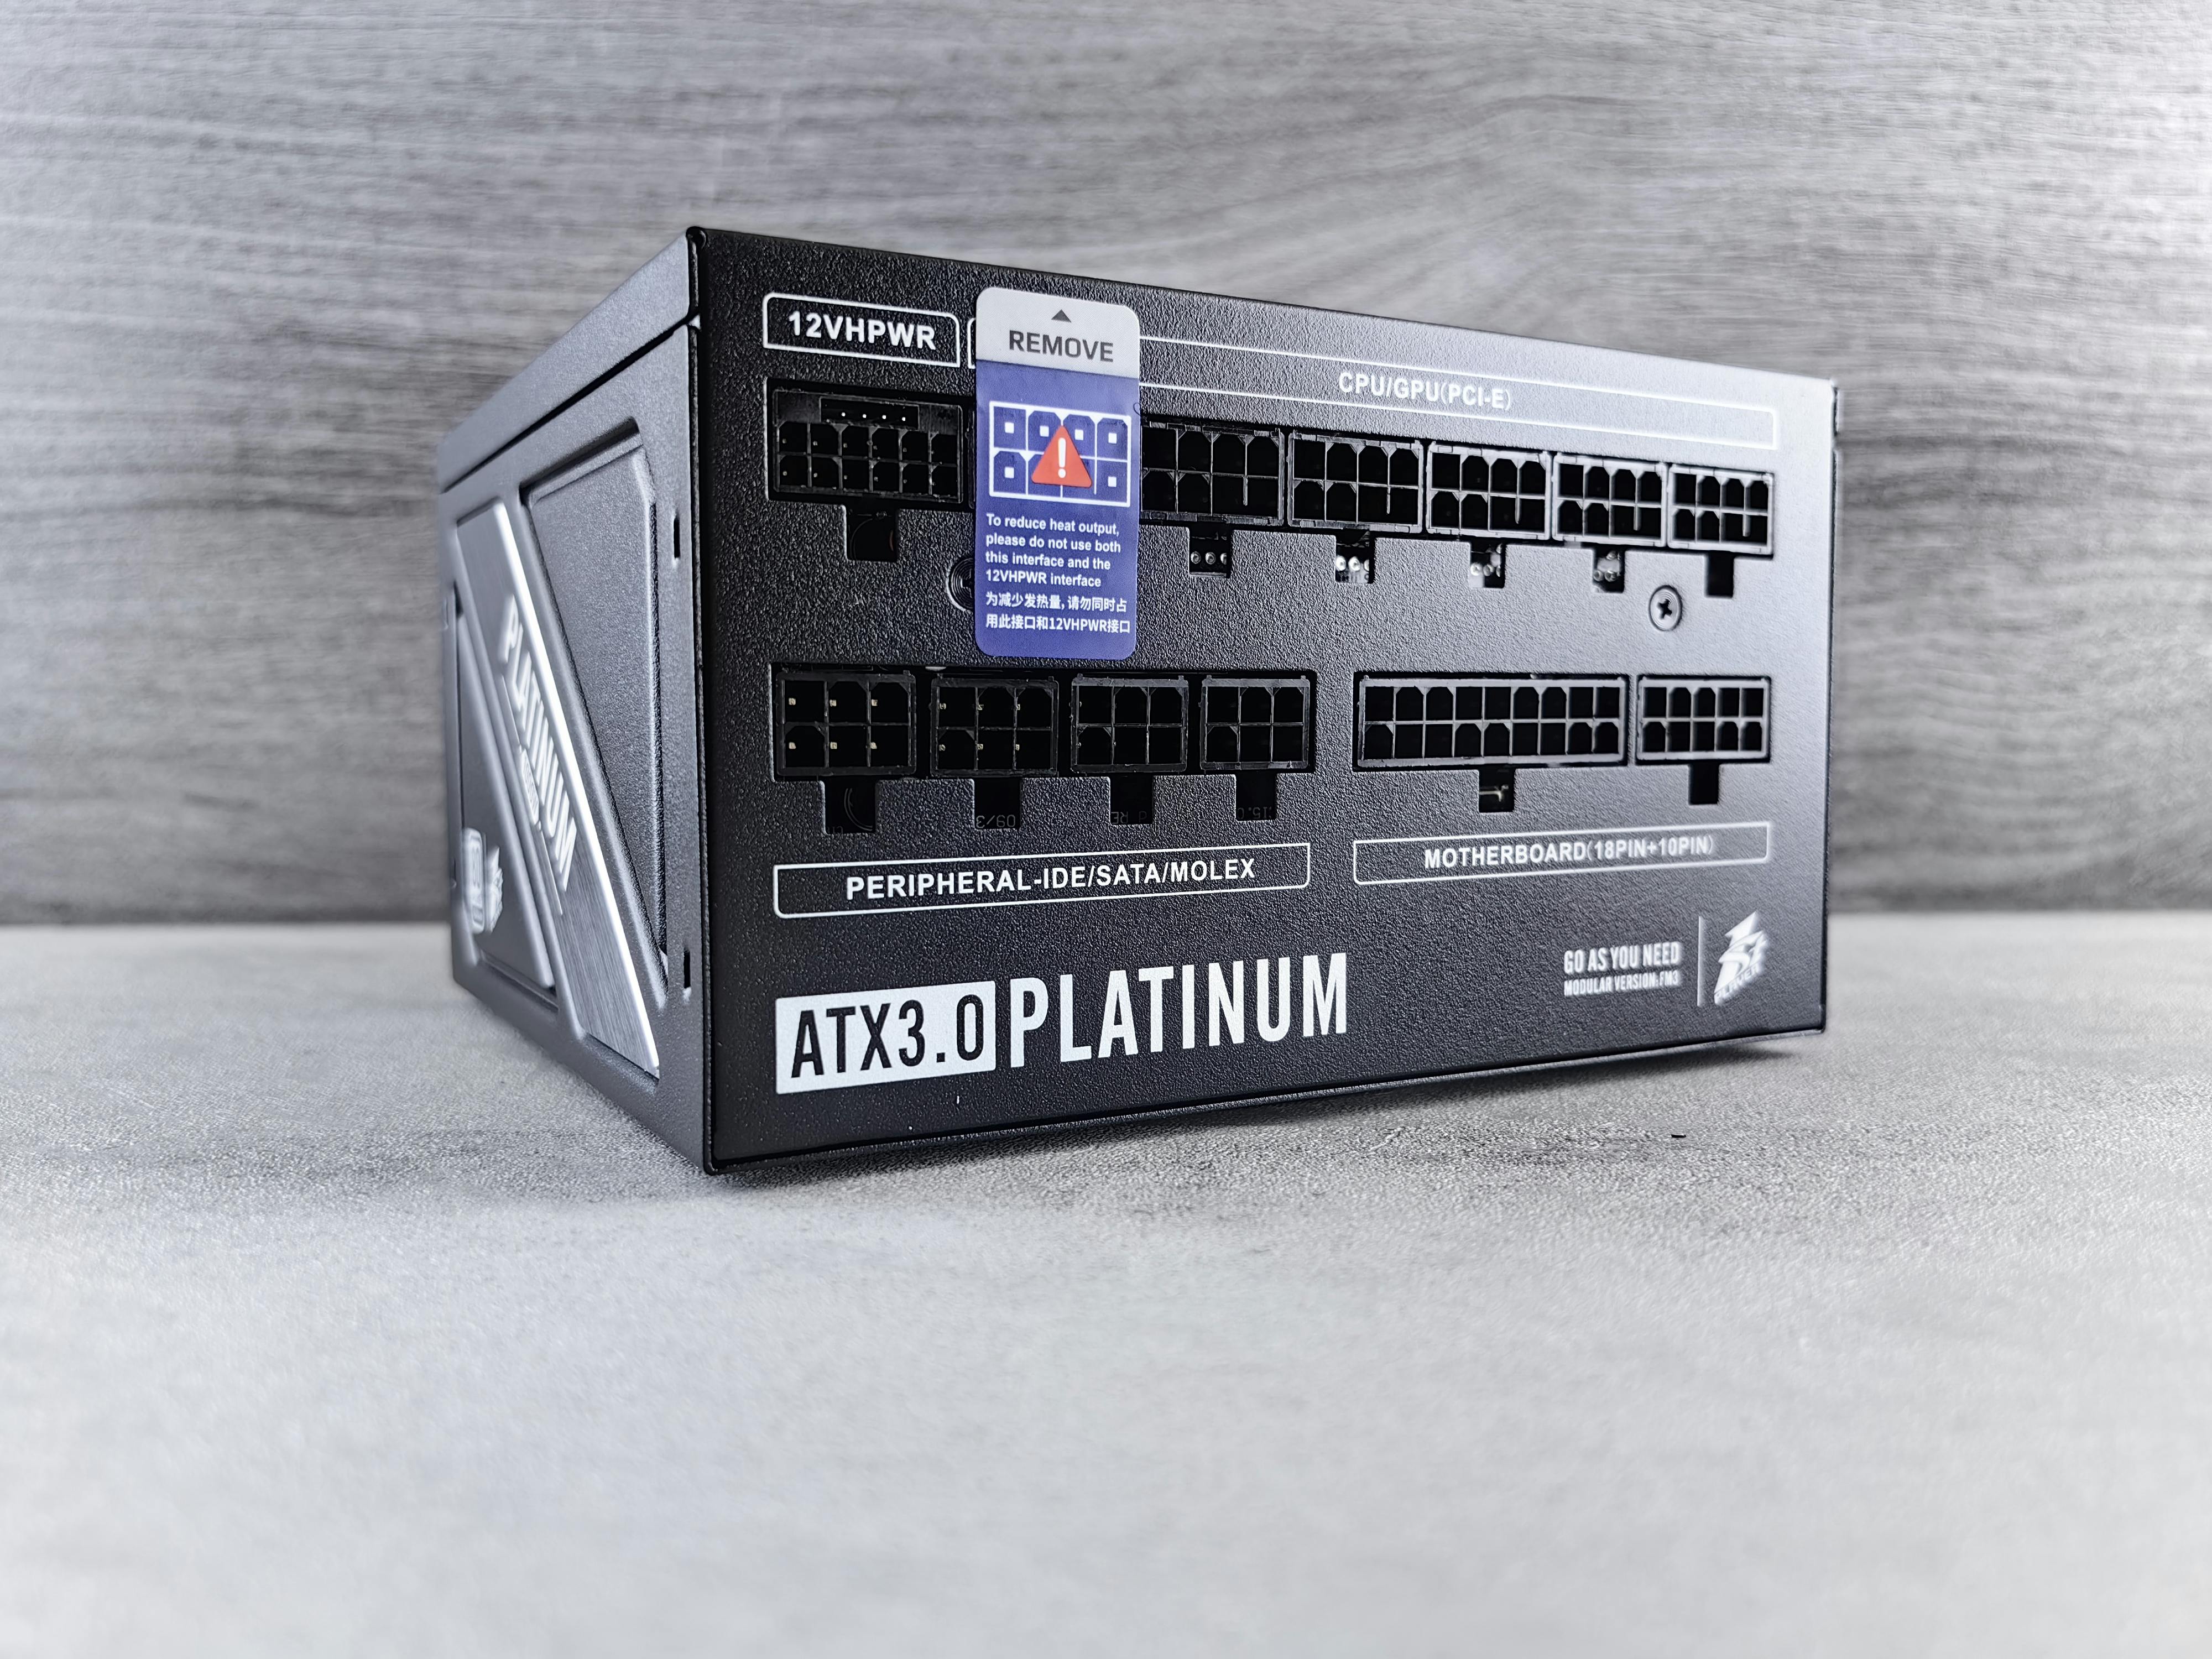 12VHPWR
REMOVE
CPU/GPU(PCI-E)
To reduce heat output,
please do not use both
this interface and the
12VHPWR interface
为减少发热量，请勿同时占
用此接口和12VHPWR接口
PERIPHERAL-IDE/SATA/MOLEX
MOTHERBOARD(18PIN+10PIN)
ATX3.0 PLATINUM
GO AS YOU NEED
MODULAR VERSION:FM3
1ST
PLATINUM